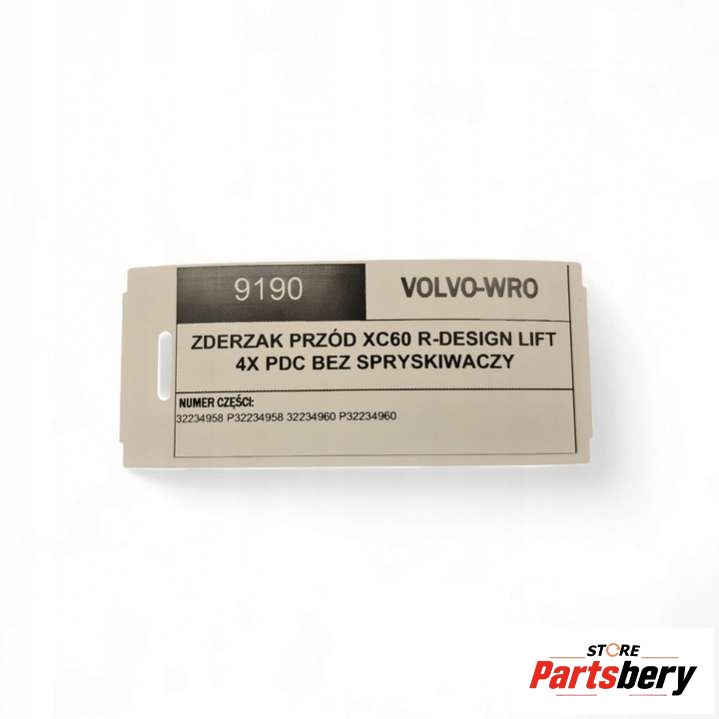 9190
VOLVO-WRO
ZDERZAK PRZÓD XC60 R-DESIGN LIFT
4X PDC BEZ SPRYSKIWACZY
NUMER CZĘŚCI:
32234958 P32234958 32234960 P32234960
STORE
Partsbery